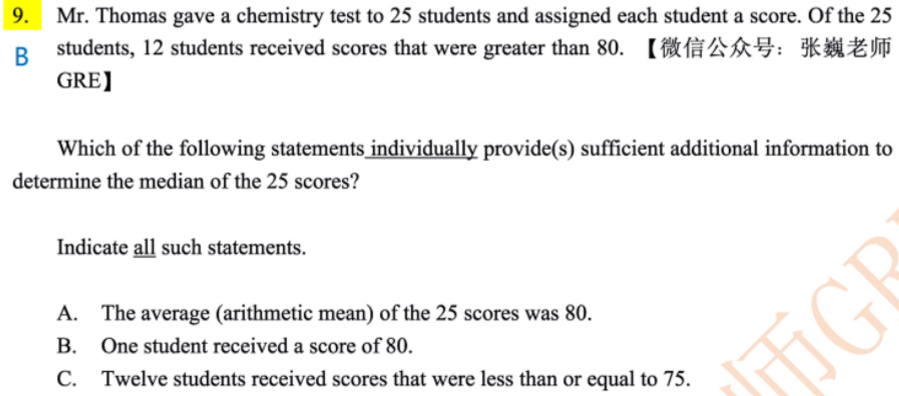 9. Mr. Thomas gave a chemistry test to 25 students and assigned each student a score. Of the 25
B students, 12 students received scores that were greater than 80. 【微信公众号：张巍老师
GRE】
Which of the following statements individually provide(s) sufficient additional information to
determine the median of the 25 scores?
Indicate all such statements.
A. The average (arithmetic mean) of the 25 scores was 80.
B. One student received a score of 80.
C. Twelve students received scores that were less than or equal to 75.
师GR